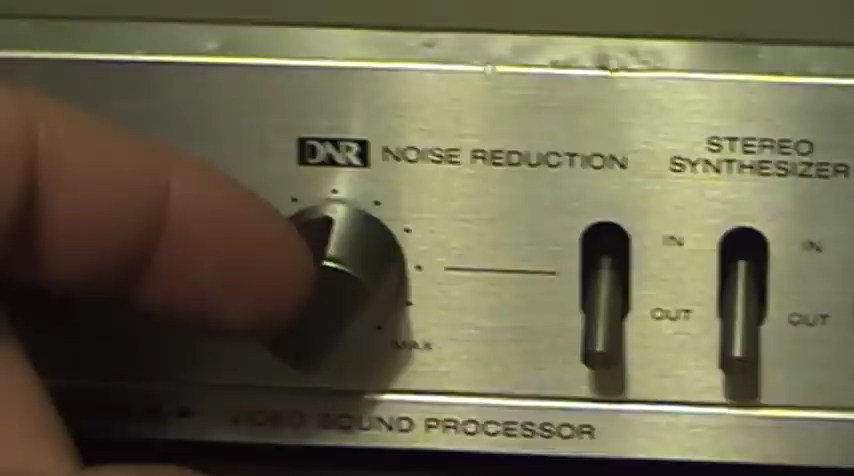 DNR NOISE REDUCTION
STEREO
SYNTHESIZER
IN
IN
OUT
OUT
MAX
VIDEO SOUND PROCESSOR